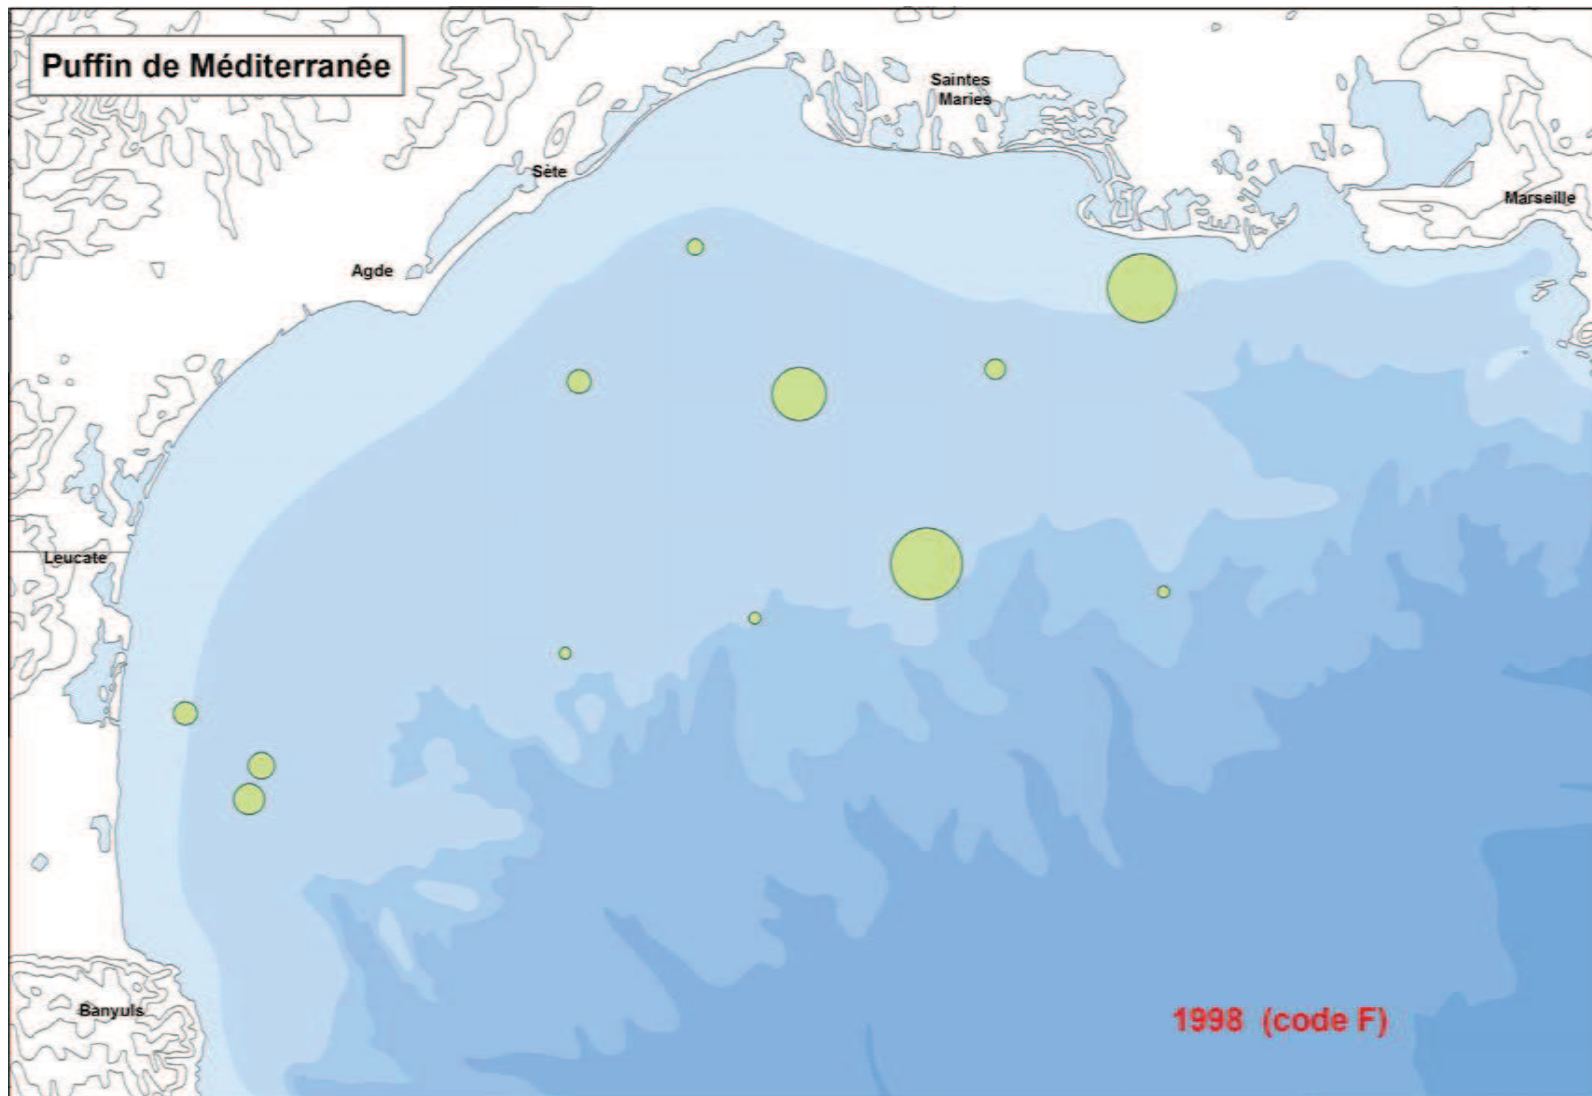 Puffin de Méditerranée
Saintes
Maries
Sète
Marseille
Agde
Leucate
Banyuls
1998 (code F)